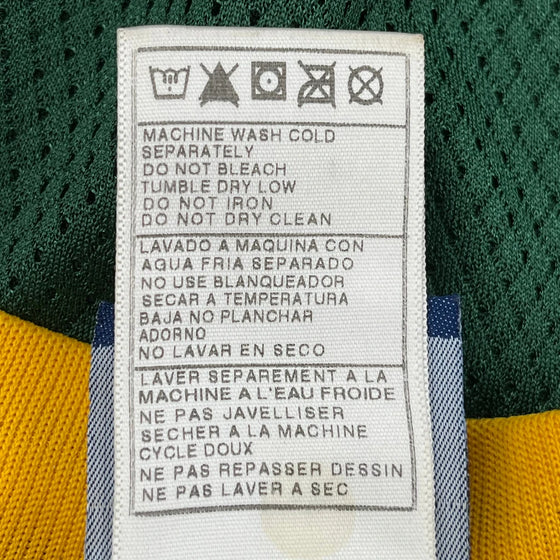 MACHINE WASH COLD
SEPARATELY
DO NOT BLEACH
TUMBLE DRY LOW
DO NOT IRON
DO NOT DRY CLEAN
LAVADO A MAQUINA CON
AGUA FRIA SEPARADO
NO USE BLANQUEADOR
SECAR A TEMPERATURA
BAJA NO PLANCHAR
ADORNO
NO LAVAR EN SECO
LAVER SEPAREMENT A LA
MACHINE A L'EAU FROIDE
NE PAS JAVELLISER
SECHER A LA MACHINE
CYCLE DOUX
NE PAS REPASSER DESSIN
NE PAS LAVER A SEC